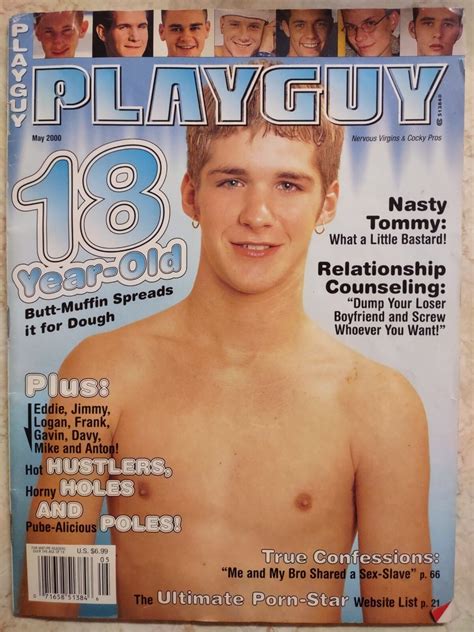 PLAYGUY
PLAYGUY
May 2000
Nervous Virgins & Cocky Pros
18
Year-Old
Butt-Muffin Spreads
it for Dough
Nasty
Tommy:
What a Little Bastard!
Relationship
Counseling:
"Dump Your Loser
Boyfriend and Screw
Whoever You Want!"
Plus:
Eddie, Jimmy,
Logan, Frank,
Gavin, Davy,
Mike and Anton!
Hot HUSTLERS,
Horny HOLES
AND
Pube-Alicious POLES!
U.S. $6.99
05
71658 51384
True Confessions:
"Me and My Bro Shared a Sex-Slave" p. 66
The Ultimate Porn-Star Website List p. 21